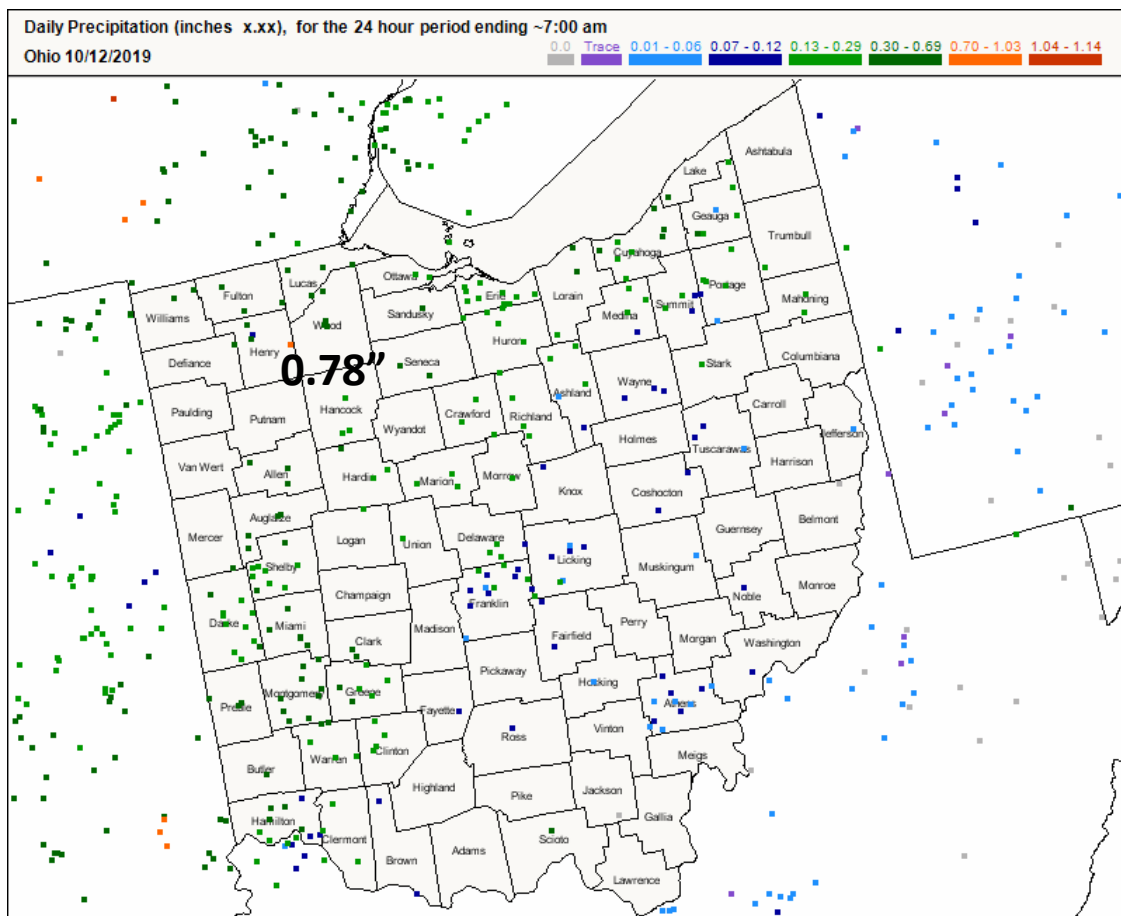 Daily Precipitation (inches x.xx), for the 24 hour period ending ~7:00 am
Ohio 10/12/2019
0.0 Trace 0.01 - 0.06 0.07 - 0.12 0.13 - 0.29 0.30 - 0.69 0.70 - 1.03 1.04 - 1.14
Ashtabula
Lake
Geauga
Trumbull
Cuyahoga
Ottawa
Lucas
Fulton
Erie
Lorain
Portage
Mahoning
Williams
Wood
Sandusky
Medina
Summit
Huron
Henry
Defiance
Seneca
Stark
Columbiana
0.78”
Wayne
Ashland
Paulding
Putnam
Hancock
Crawford
Richland
Carroll
Wyandot
Holmes
Jefferson
Tuscarawas
Van Wert
Allen
Hardin
Marion
Morrow
Harrison
Knox
Coshocton
Auglaize
Mercer
Logan
Union
Delaware
Guernsey
Belmont
Licking
Shelby
Muskingum
Champaign
Franklin
Noble
Monroe
Darke
Miami
Madison
Perry
Clark
Fairfield
Morgan
Washington
Pickaway
Hocking
Preble
Montgomery
Greene
Fayette
Athens
Ross
Vinton
Butler
Warren
Clinton
Meigs
Highland
Pike
Jackson
Gallia
Hamilton
Clermont
Scioto
Brown
Adams
Lawrence